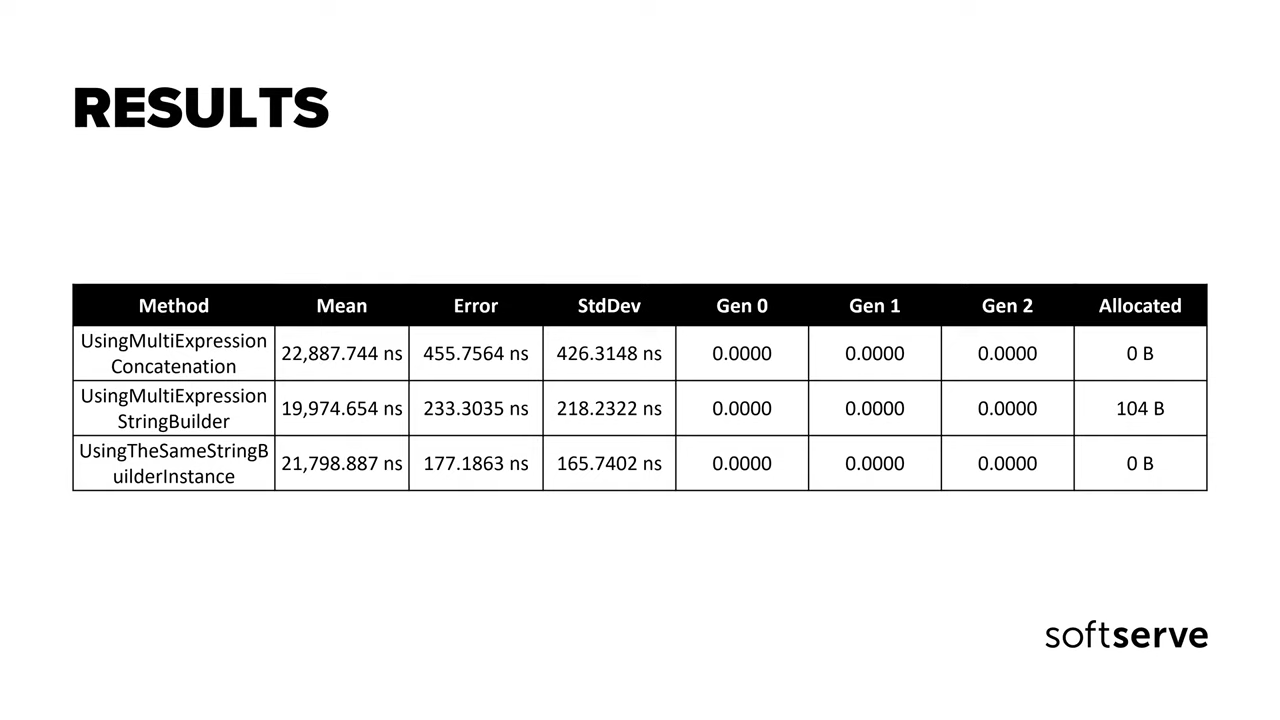 RESULTS
Method Mean Error StdDev Gen 0 Gen 1 Gen 2 Allocated
UsingMultiExpression
Concatenation 22,887.744 ns 455.7564 ns 426.3148 ns 0.0000 0.0000 0.0000 0 B
UsingMultiExpression
StringBuilder 19,974.654 ns 233.3035 ns 218.2322 ns 0.0000 0.0000 0.0000 104 B
UsingTheSameStringB
uilderInstance 21,798.887 ns 177.1863 ns 165.7402 ns 0.0000 0.0000 0.0000 0 B
softserve